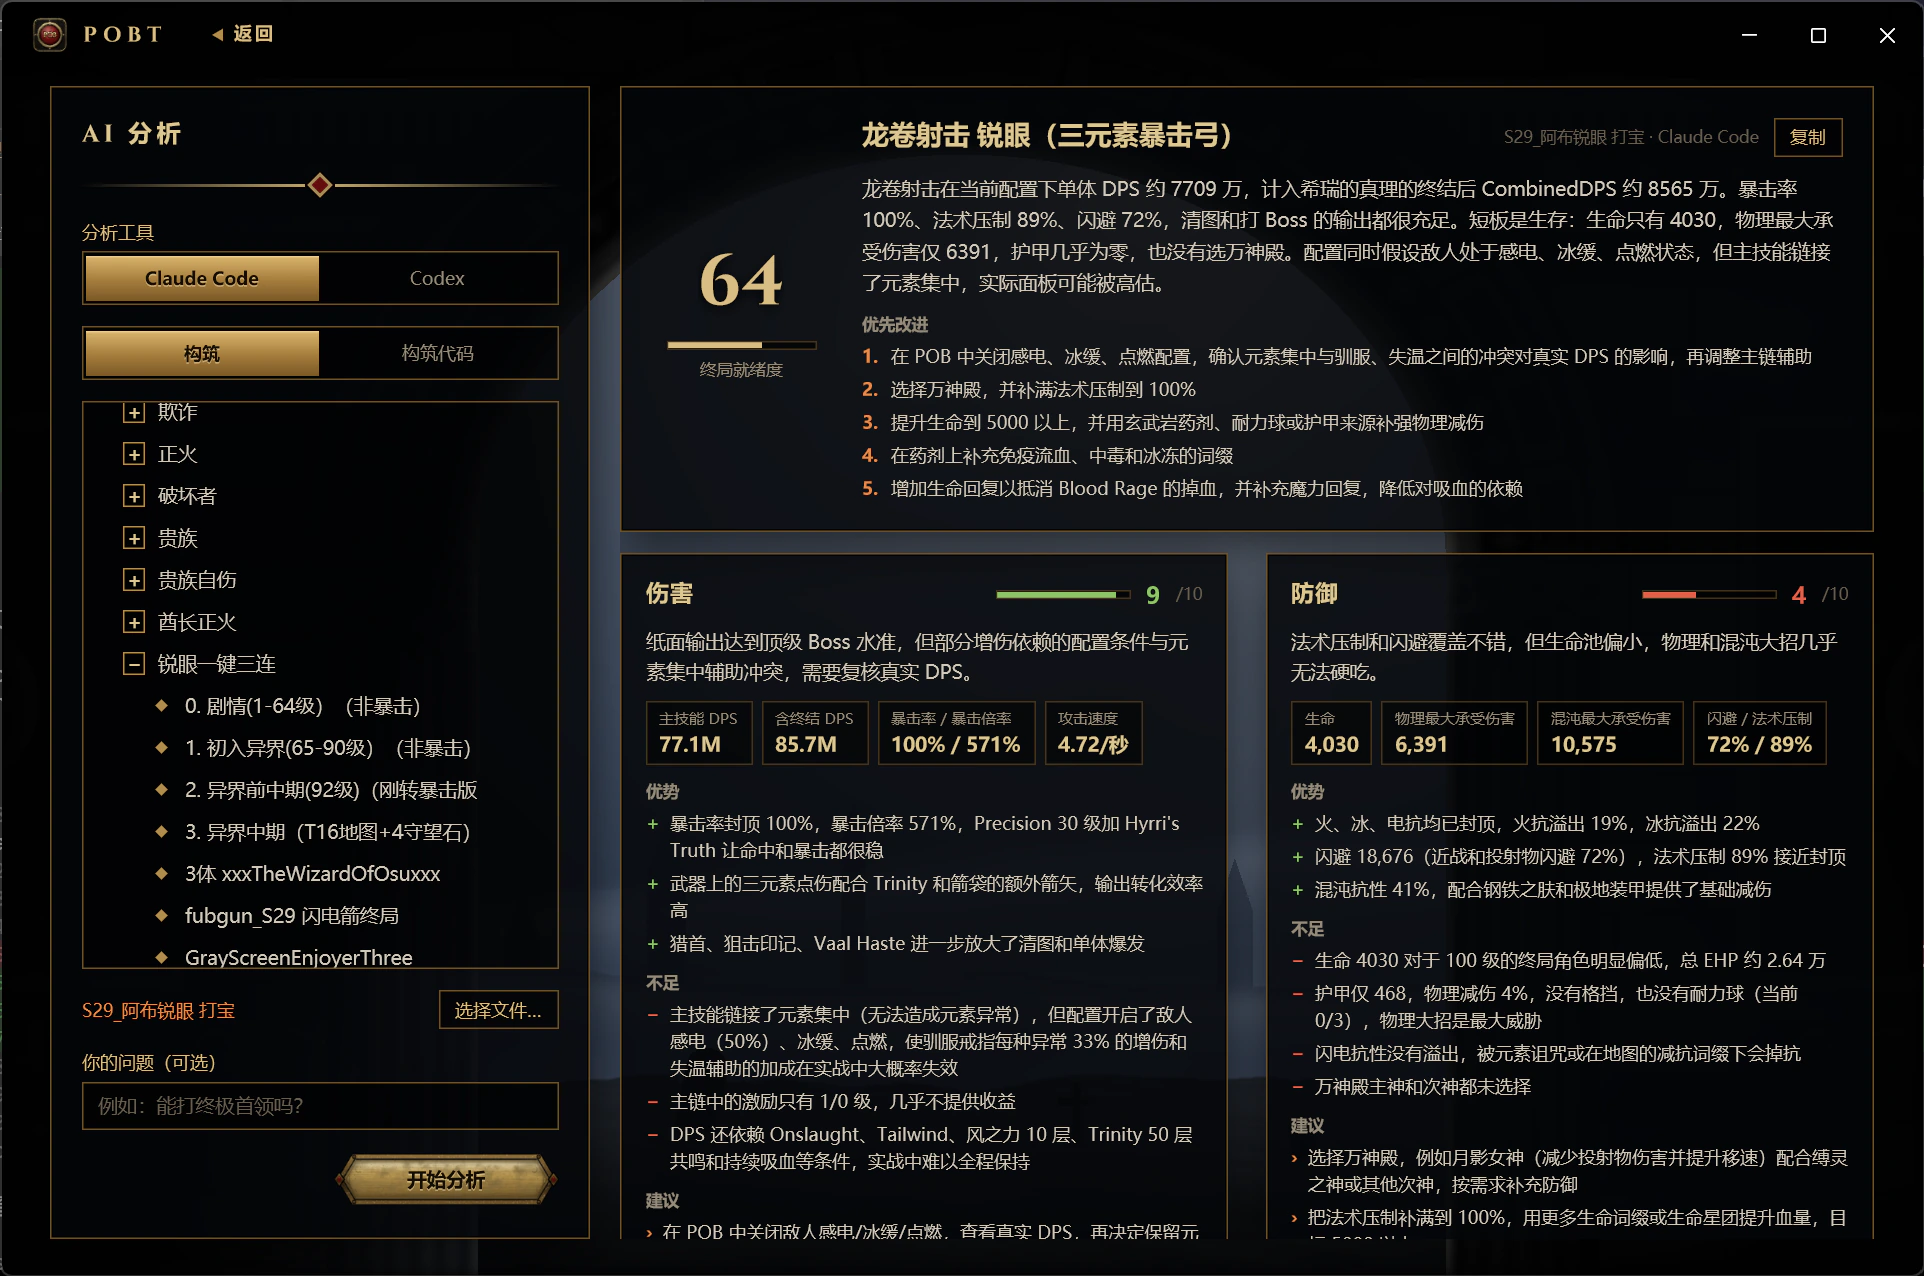 POBT
返回
AI 分析
分析工具
Claude Code
Codex
构筑
构筑代码
欺诈
正火
破坏者
贵族
贵族自伤
酋长正火
锐眼一键三连
0. 剧情(1-64级) （非暴击）
1. 初入异界(65-90级) （非暴击）
2. 异界前中期(92级)（刚转暴击版
3. 异界中期（T16地图+4守望石）
3体 xxxTheWizardOfOsuxxx
fubgun_S29 闪电箭终局
GrayScreenEnjoyerThree
S29_阿布锐眼 打宝
选择文件...
你的问题（可选）
例如：能打终极首领吗？
开始分析
64
终局就绪度
龙卷射击 锐眼（三元素暴击弓）
S29_阿布锐眼 打宝 · Claude Code
复制
龙卷射击在当前配置下单体 DPS 约 7709 万，计入希瑞的真理的终结后 CombinedDPS 约 8565 万。暴击率
100%、法术压制 89%、闪避 72%，清图和打 Boss 的输出都很充足。短板是生存：生命只有 4030，物理最大承
受伤害仅 6391，护甲几乎为零，也没有选万神殿。配置同时假设敌人处于感电、冰缓、点燃状态，但主技能链接
了元素集中，实际面板可能被高估。
优先改进
1. 在 POB 中关闭感电、冰缓、点燃配置，确认元素集中与驯服、失温之间的冲突对真实 DPS 的影响，再调整主链辅助
2. 选择万神殿，并补满法术压制到 100%
3. 提升生命到 5000 以上，并用玄武岩药剂、耐力球或护甲来源补强物理减伤
4. 在药剂上补充免疫流血、中毒和冰冻的词缀
5. 增加生命回复以抵消 Blood Rage 的掉血，并补充魔力回复，降低对吸血的依赖
伤害
9 /10
纸面输出达到顶级 Boss 水准，但部分增伤依赖的配置条件与元
素集中辅助冲突，需要复核真实 DPS。
主技能 DPS
77.1M
含终结 DPS
85.7M
暴击率 / 暴击倍率
100% / 571%
攻击速度
4.72/秒
优势
+ 暴击率封顶 100%，暴击倍率 571%，Precision 30 级加 Hyrri's
Truth 让命中和暴击都很稳
+ 武器上的三元素点伤配合 Trinity 和箭袋的额外箭矢，输出转化效率
高
+ 猎首、狙击印记、Vaal Haste 进一步放大了清图和单体爆发
不足
− 主技能链接了元素集中（无法造成元素异常），但配置开启了敌人
感电（50%）、冰缓、点燃，使驯服戒指每种异常 33% 的增伤和
失温辅助的加成在实战中大概率失效
− 主链中的激励只有 1/0 级，几乎不提供收益
− DPS 还依赖 Onslaught、Tailwind、风之力 10 层、Trinity 50 层
共鸣和持续吸血等条件，实战中难以全程保持
建议
› 在 POB 中关闭敌人感电/冰缓/点燃，查看真实 DPS，再决定保留元
防御
4 /10
法术压制和闪避覆盖不错，但生命池偏小，物理和混沌大招几乎
无法硬吃。
生命
4,030
物理最大承受伤害
6,391
混沌最大承受伤害
10,575
闪避 / 法术压制
72% / 89%
优势
+ 火、冰、电抗均已封顶，火抗溢出 19%，冰抗溢出 22%
+ 闪避 18,676（近战和投射物闪避 72%），法术压制 89% 接近封顶
+ 混沌抗性 41%，配合钢铁之肤和极地装甲提供了基础减伤
不足
− 生命 4030 对于 100 级的终局角色明显偏低，总 EHP 约 2.64 万
− 护甲仅 468，物理减伤 4%，没有格挡，也没有耐力球（当前
0/3），物理大招是最大威胁
− 闪电抗性没有溢出，被元素诅咒或在地图的减抗词缀下会掉抗
− 万神殿主神和次神都未选择
建议
› 选择万神殿，例如月影女神（减少投射物伤害并提升移速）配合缚灵
之神或其他次神，按需求补充防御
› 把法术压制补满到 100%，用更多生命词缀或生命星团提升血量，目